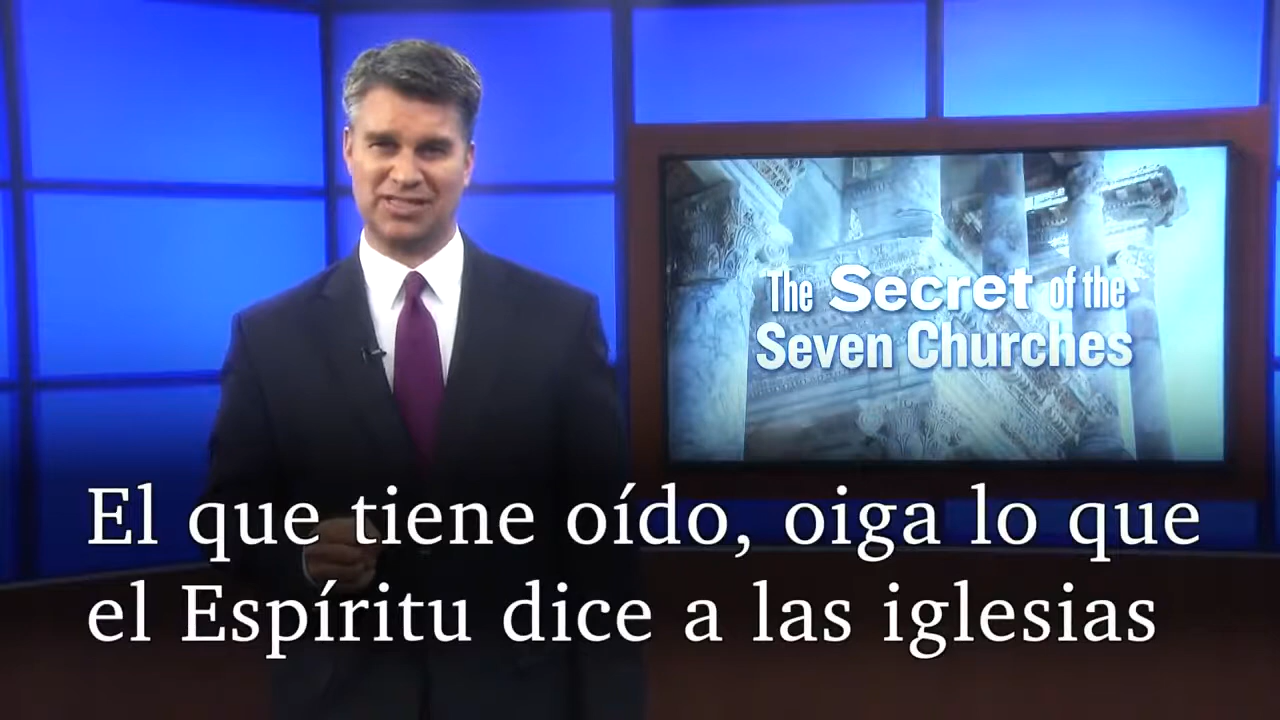 The Secret of the
Seven Churches
El que tiene oído, oiga lo que
el Espíritu dice a las iglesias